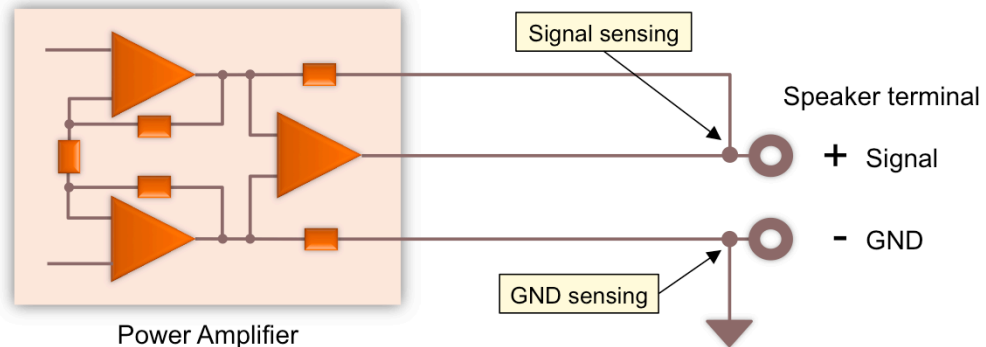 Signal sensing
Speaker terminal
+ Signal
- GND
GND sensing
Power Amplifier